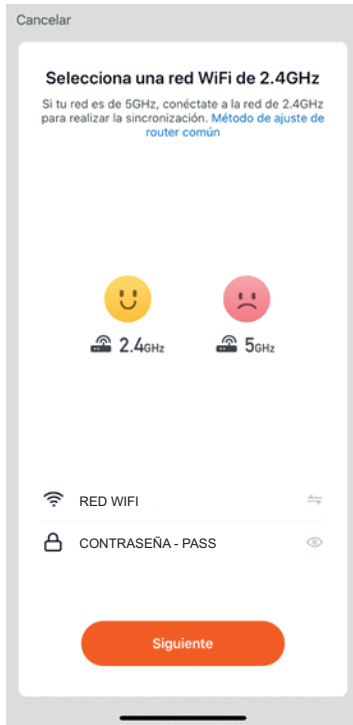 Cancelar
Selecciona una red WiFi de 2.4GHz
Si tu red es de 5GHz, conéctate a la red de 2.4GHz
para realizar la sincronización. Método de ajuste de
router común
2.4GHz 5GHz
RED WIFI
CONTRASEÑA - PASS
Siguiente